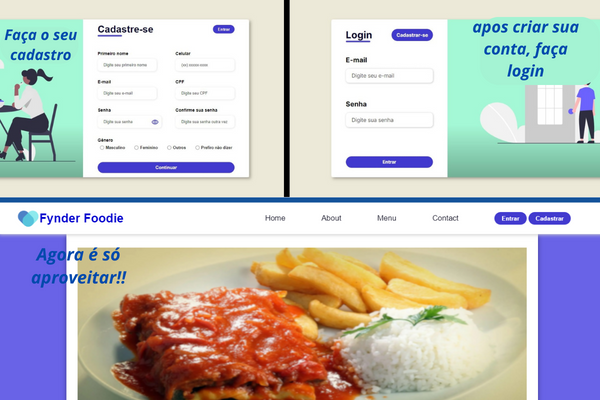 Faça o seu
cadastro
Cadastre-se
Entrar
Primeiro nome
Celular
Digite seu primeiro nome
(xx) xxxxx-xxxx
E-mail
CPF
Digite seu e-mail
Digite seu CPF
Senha
Confirme sua senha
Digite sua senha
Digite sua senha outra vez
Gênero
Masculino
Feminino
Outros
Prefiro não dizer
Continuar
Login
Cadastrar-se
E-mail
Digite seu e-mail
Senha
Digite sua senha
Entrar
apos criar sua
conta, faça
login
Fynder Foodie
Home
About
Menu
Contact
Entrar
Cadastrar
Agora é só
aproveitar!!